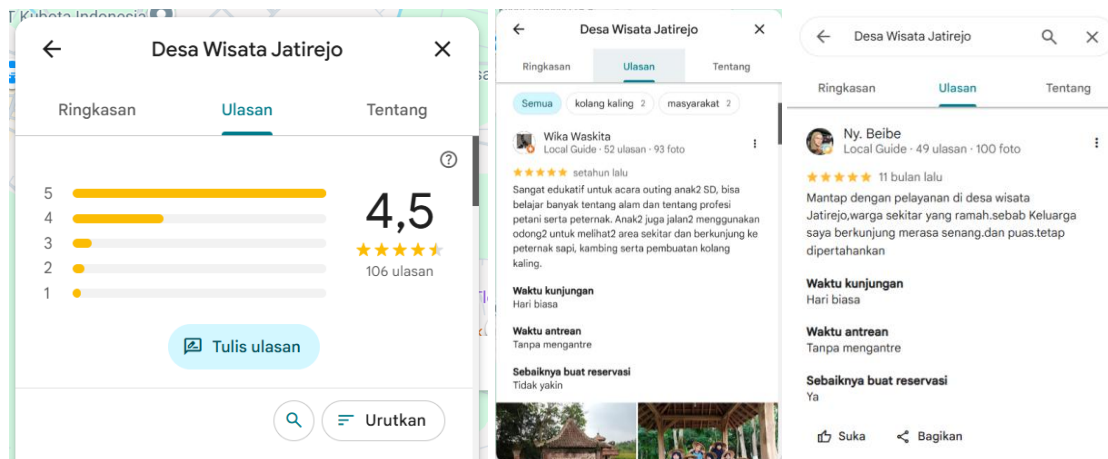 Kubota Indonesia
Desa Wisata Jatirejo
Ringkasan
Ulasan
Tentang
5
4
3
2
1
4,5
106 ulasan
Tulis ulasan
Urutkan
Desa Wisata Jatirejo
Ringkasan
Ulasan
Tentang
Semua
kolang kaling 2
masyarakat 2
Wika Waskita
Local Guide · 52 ulasan · 93 foto
setahun lalu
Sangat edukatif untuk acara outing anak2 SD, bisa
belajar banyak tentang alam dan tentang profesi
petani serta peternak. Anak2 juga jalan2 menggunakan
odong2 untuk melihat2 area sekitar dan berkunjung ke
peternak sapi, kambing serta pembuatan kolang
kaling.
Waktu kunjungan
Hari biasa
Waktu antrean
Tanpa mengantre
Sebaiknya buat reservasi
Tidak yakin
Desa Wisata Jatirejo
Ringkasan
Ulasan
Tentang
Ny. Beibe
Local Guide · 49 ulasan · 100 foto
11 bulan lalu
Mantap dengan pelayanan di desa wisata
Jatirejo,warga sekitar yang ramah.sebab Keluarga
saya berkunjung merasa senang.dan puas.tetap
dipertahankan
Waktu kunjungan
Hari biasa
Waktu antrean
Tanpa mengantre
Sebaiknya buat reservasi
Ya
Suka
Bagikan